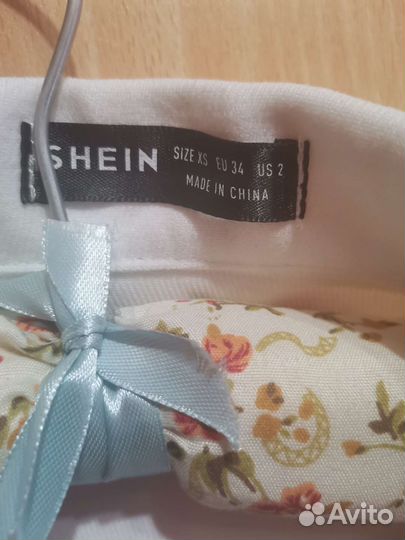 SHEIN
SIZE XS EU 34 US 2
MADE IN CHINA
Avito